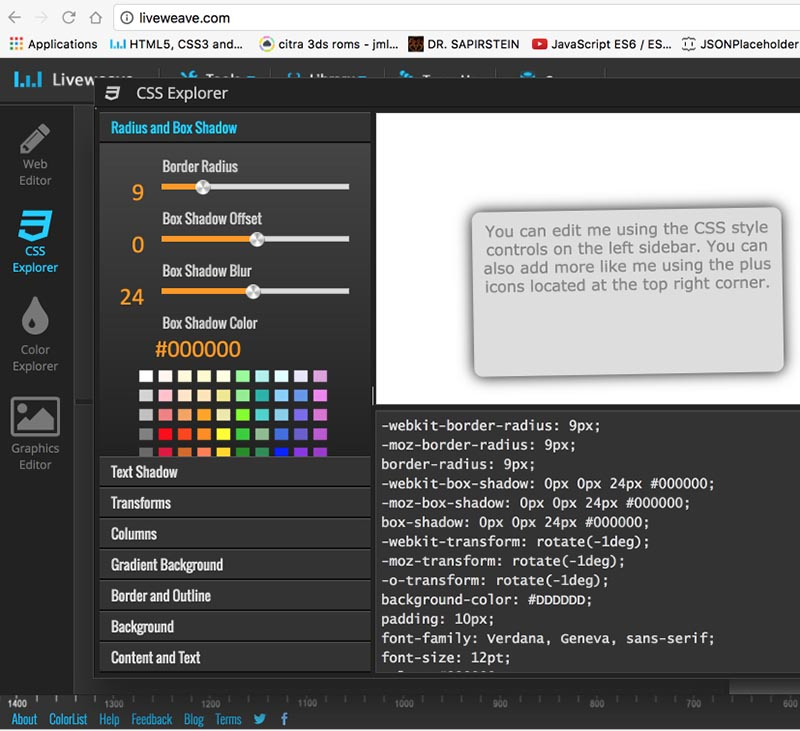 liveweave.com
Applications HTML5, CSS3 and... citra 3ds roms - jml... DR. SAPIRSTEIN JavaScript ES6 / ES... JSONPlaceholder
Liveweave Tools Library
CSS Explorer
Web
Editor
CSS
Explorer
Color
Explorer
Graphics
Editor
Radius and Box Shadow
Border Radius
9
Box Shadow Offset
0
Box Shadow Blur
24
Box Shadow Color
#000000
Text Shadow
Transforms
Columns
Gradient Background
Border and Outline
Background
Content and Text
You can edit me using the CSS style
controls on the left sidebar. You can
also add more like me using the plus
icons located at the top right corner.
-webkit-border-radius: 9px;
-moz-border-radius: 9px;
border-radius: 9px;
-webkit-box-shadow: 0px 0px 24px #000000;
-moz-box-shadow: 0px 0px 24px #000000;
box-shadow: 0px 0px 24px #000000;
-webkit-transform: rotate(-1deg);
-moz-transform: rotate(-1deg);
-o-transform: rotate(-1deg);
background-color: #DDDDDD;
padding: 10px;
font-family: Verdana, Geneva, sans-serif;
font-size: 12pt;
1400 1300 1200 1100 1000 900 800 700 600
About ColorList Help Feedback Blog Terms